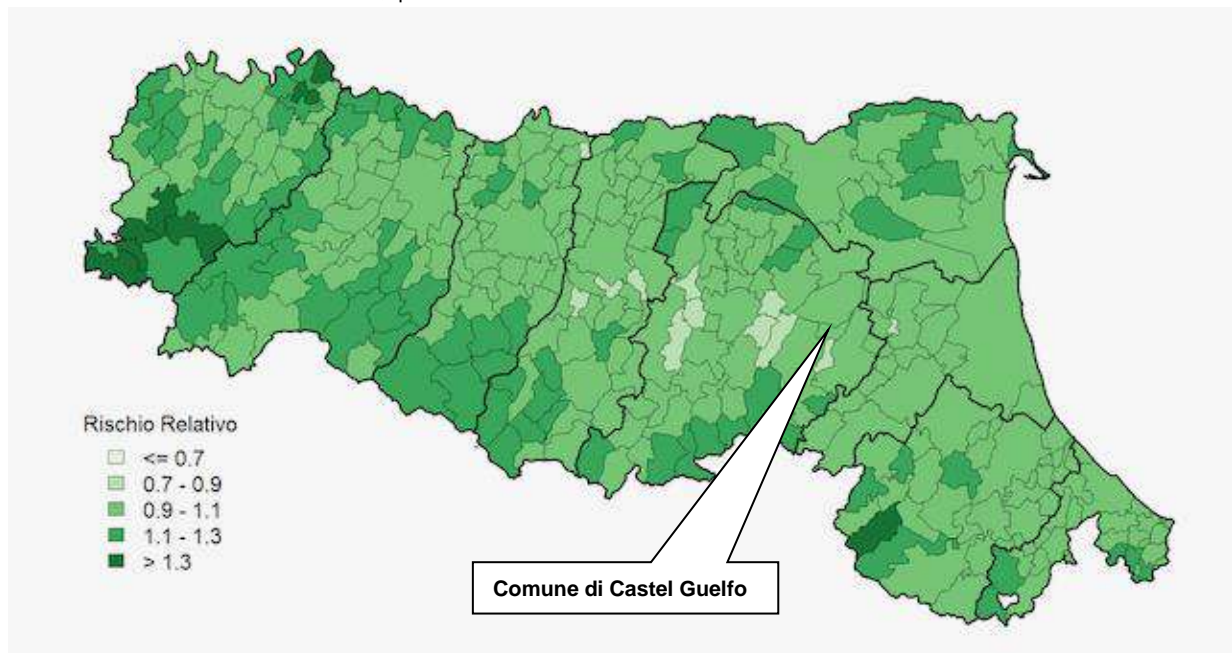 Rischio Relativo
<= 0.7
0.7 - 0.9
0.9 - 1.1
1.1 - 1.3
> 1.3
Comune di Castel Guelfo